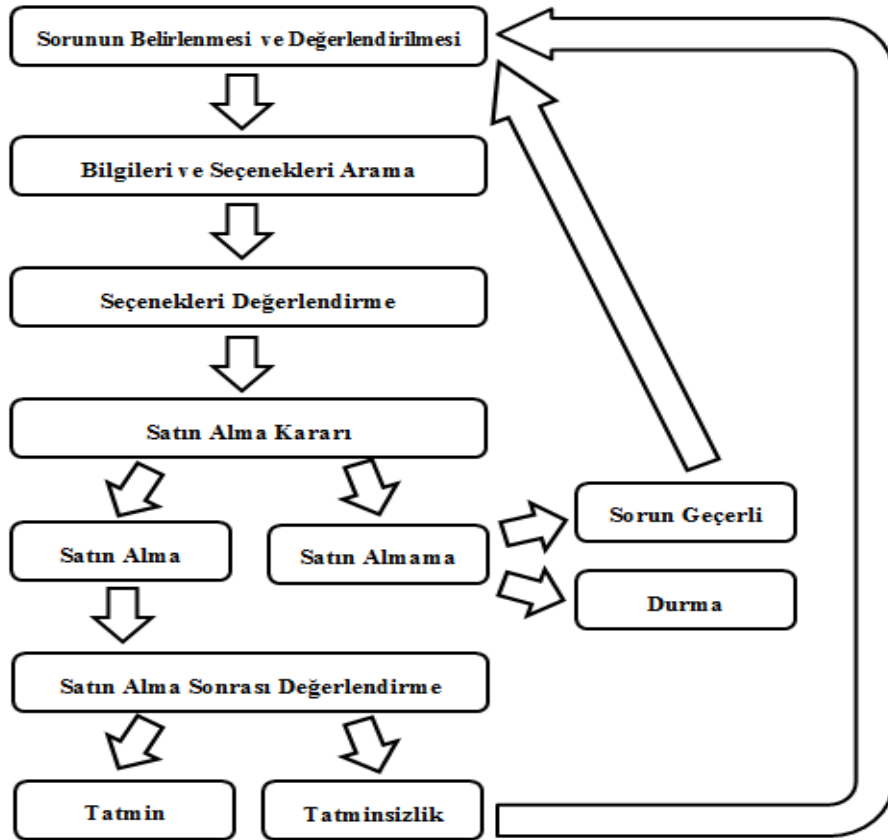 Sorunun Belirlenmesi ve Değerlendirilmesi
Bilgileri ve Seçenekleri Arama
Seçenekleri Değerlendirme
Satın Alma Kararı
Satın Alma
Satın Almama
Sorun Geçerli
Durma
Satın Alma Sonrası Değerlendirme
Tatmin
Tatminsizlik